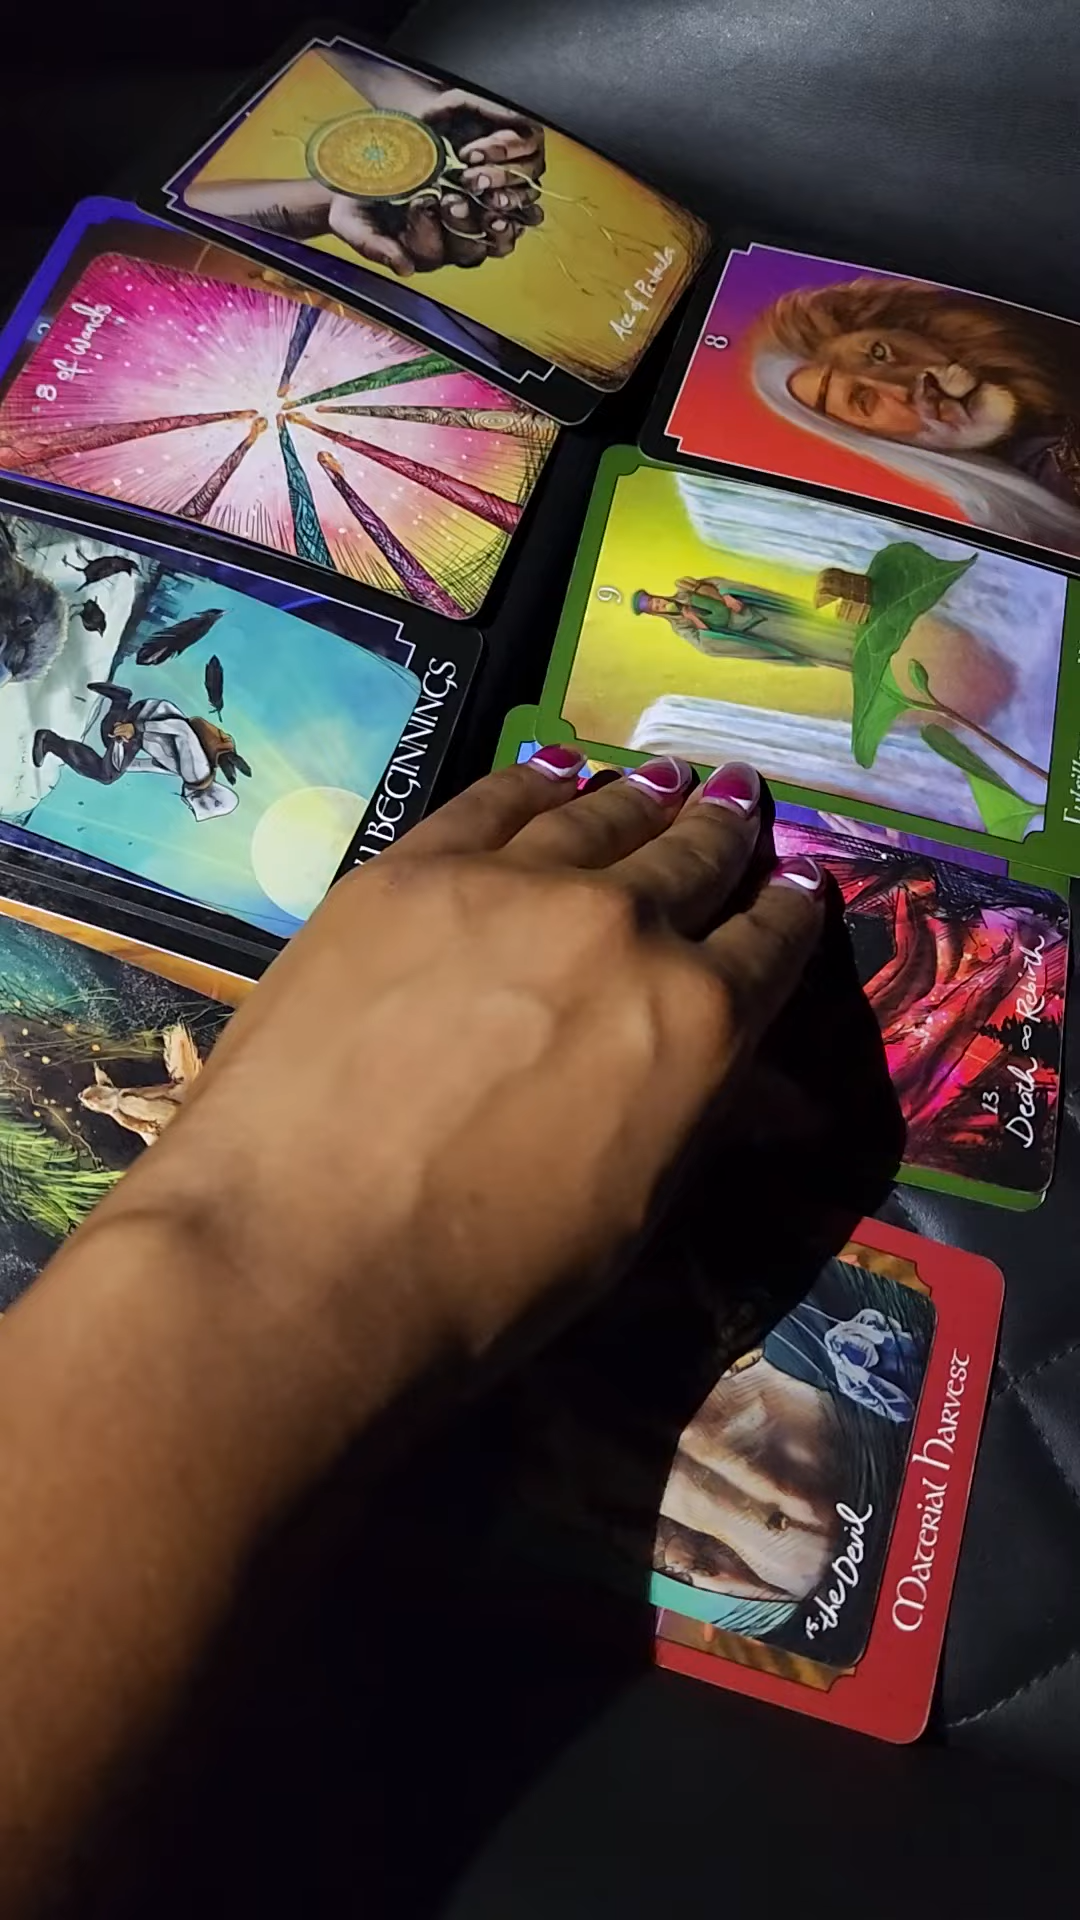 Ace of Pentacles
8
8 of Wands
9
BEGINNINGS
13
Death ∞ Rebirth
Material Harvest
15.
the Devil